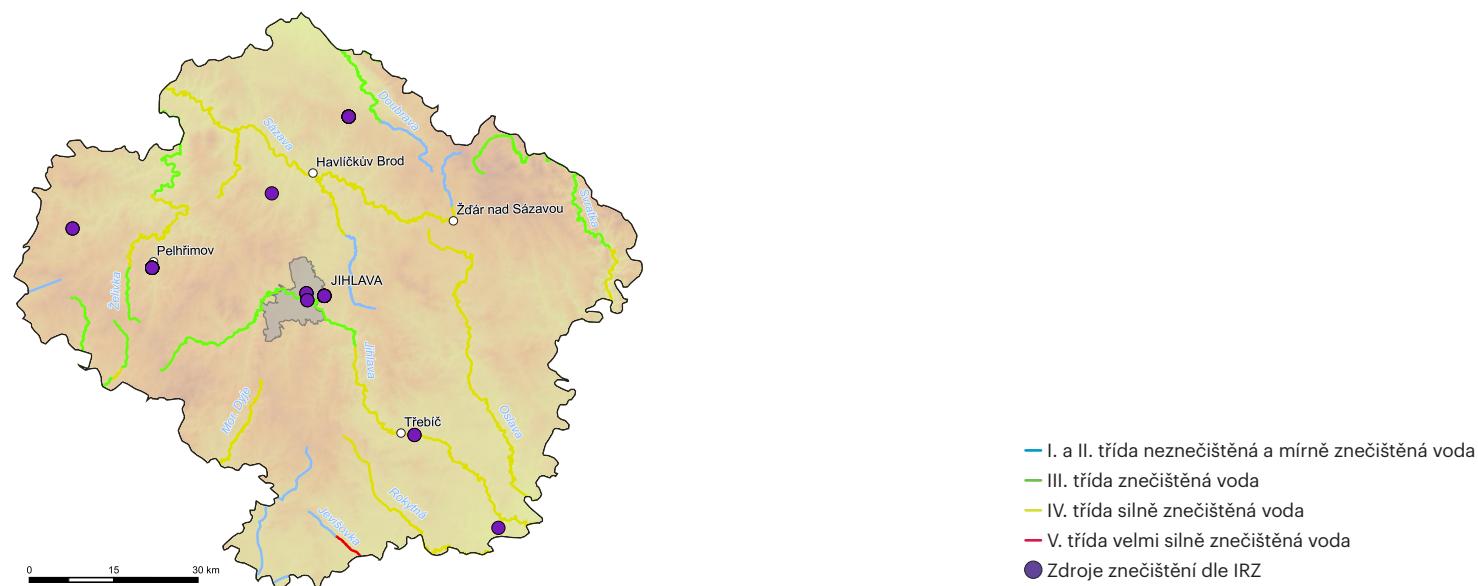 Doubrava
Sázava
Havlíčkův Brod
Svratka
Žďár nad Sázavou
Pelhřimov
Želivka
JIHLAVA
Jihlava
Mor. Dyje
Oslava
Třebíč
Rokytná
Jevišovka
0 15 30 km
I. a II. třída neznečištěná a mírně znečištěná voda
III. třída znečištěná voda
IV. třída silně znečištěná voda
V. třída velmi silně znečištěná voda
Zdroje znečištění dle IRZ